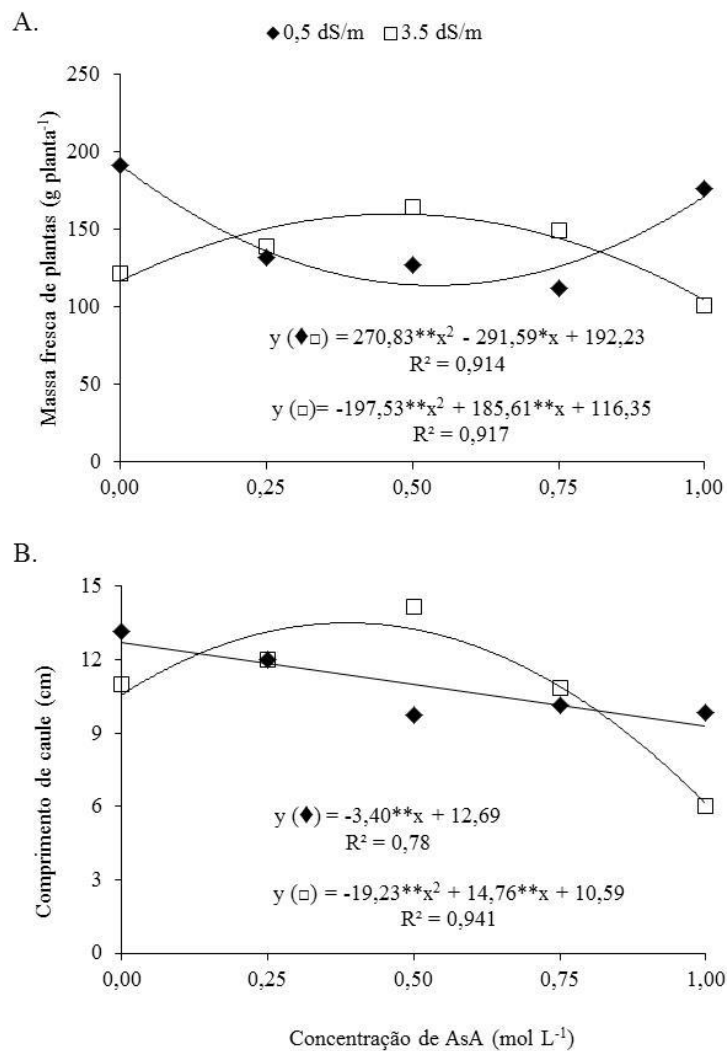 A.
◆0,5 dS/m □3.5 dS/m
Massa fresca de plantas (g planta⁻¹)
250
200
150
100
50
0
y (◆□) = 270,83**x² - 291,59*x + 192,23
R² = 0,914
y (□)= -197,53**x² + 185,61**x + 116,35
R² = 0,917
0,00 0,25 0,50 0,75 1,00
B.
Comprimento de caule (cm)
15
12
9
6
3
0
y (◆) = -3,40**x + 12,69
R² = 0,78
y (□) = -19,23**x² + 14,76**x + 10,59
R² = 0,941
0,00 0,25 0,50 0,75 1,00
Concentração de AsA (mol L⁻¹)